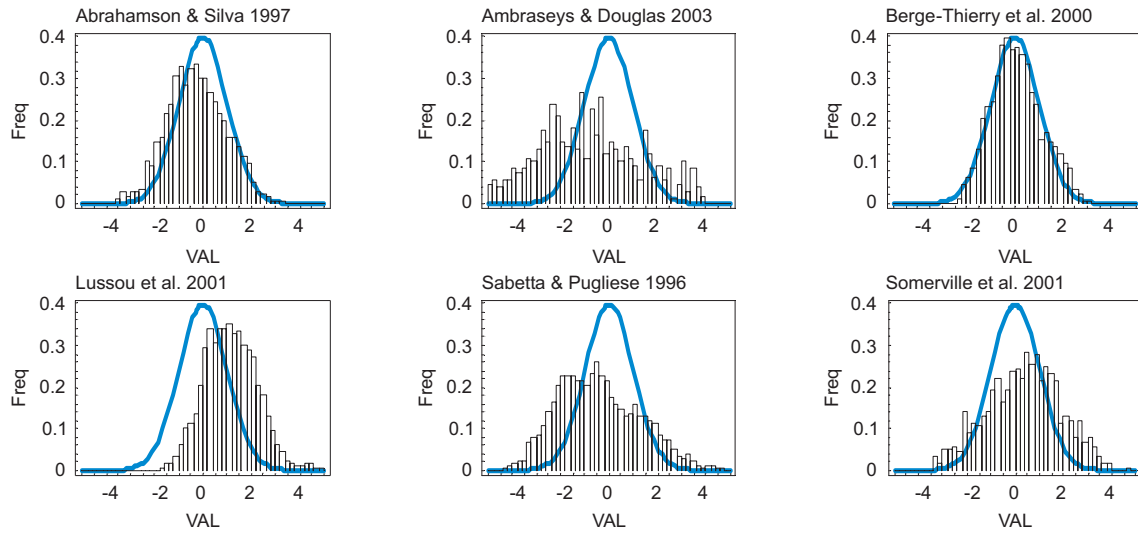 Abrahamson & Silva 1997
Ambraseys & Douglas 2003
Berge-Thierry et al. 2000
0.4
0.3
0.2
0.1
0
Freq
-4 -2 0 2 4
VAL
0.4
0.3
0.2
0.1
0
Freq
-4 -2 0 2 4
VAL
0.4
0.3
0.2
0.1
0
Freq
-4 -2 0 2 4
VAL
Lussou et al. 2001
Sabetta & Pugliese 1996
Somerville et al. 2001
0.4
0.3
0.2
0.1
0
Freq
-4 -2 0 2 4
VAL
0.4
0.3
0.2
0.1
0
Freq
-4 -2 0 2 4
VAL
0.4
0.3
0.2
0.1
0
Freq
-4 -2 0 2 4
VAL